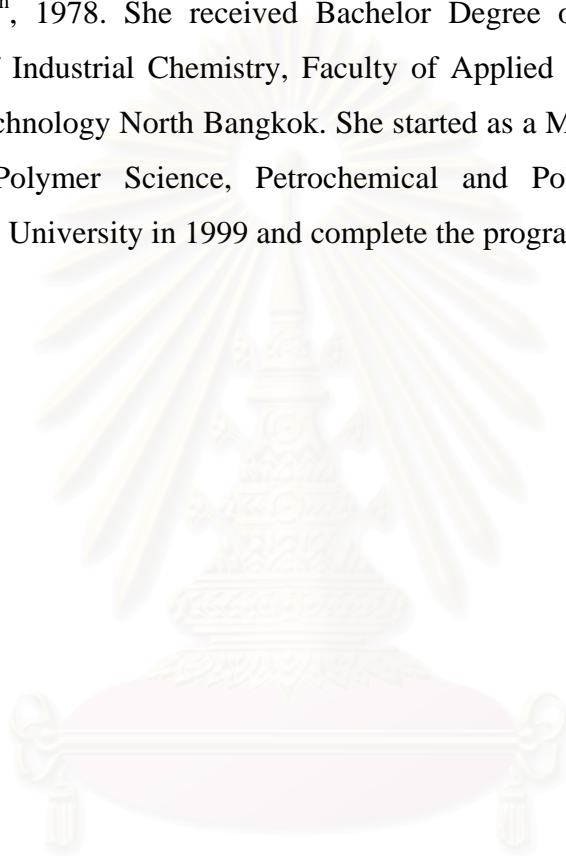 h, 1978. She received Bachelor Degree o
Industrial Chemistry, Faculty of Applied
chnology North Bangkok. She started as a M
Polymer Science, Petrochemical and Po
University in 1999 and complete the progra